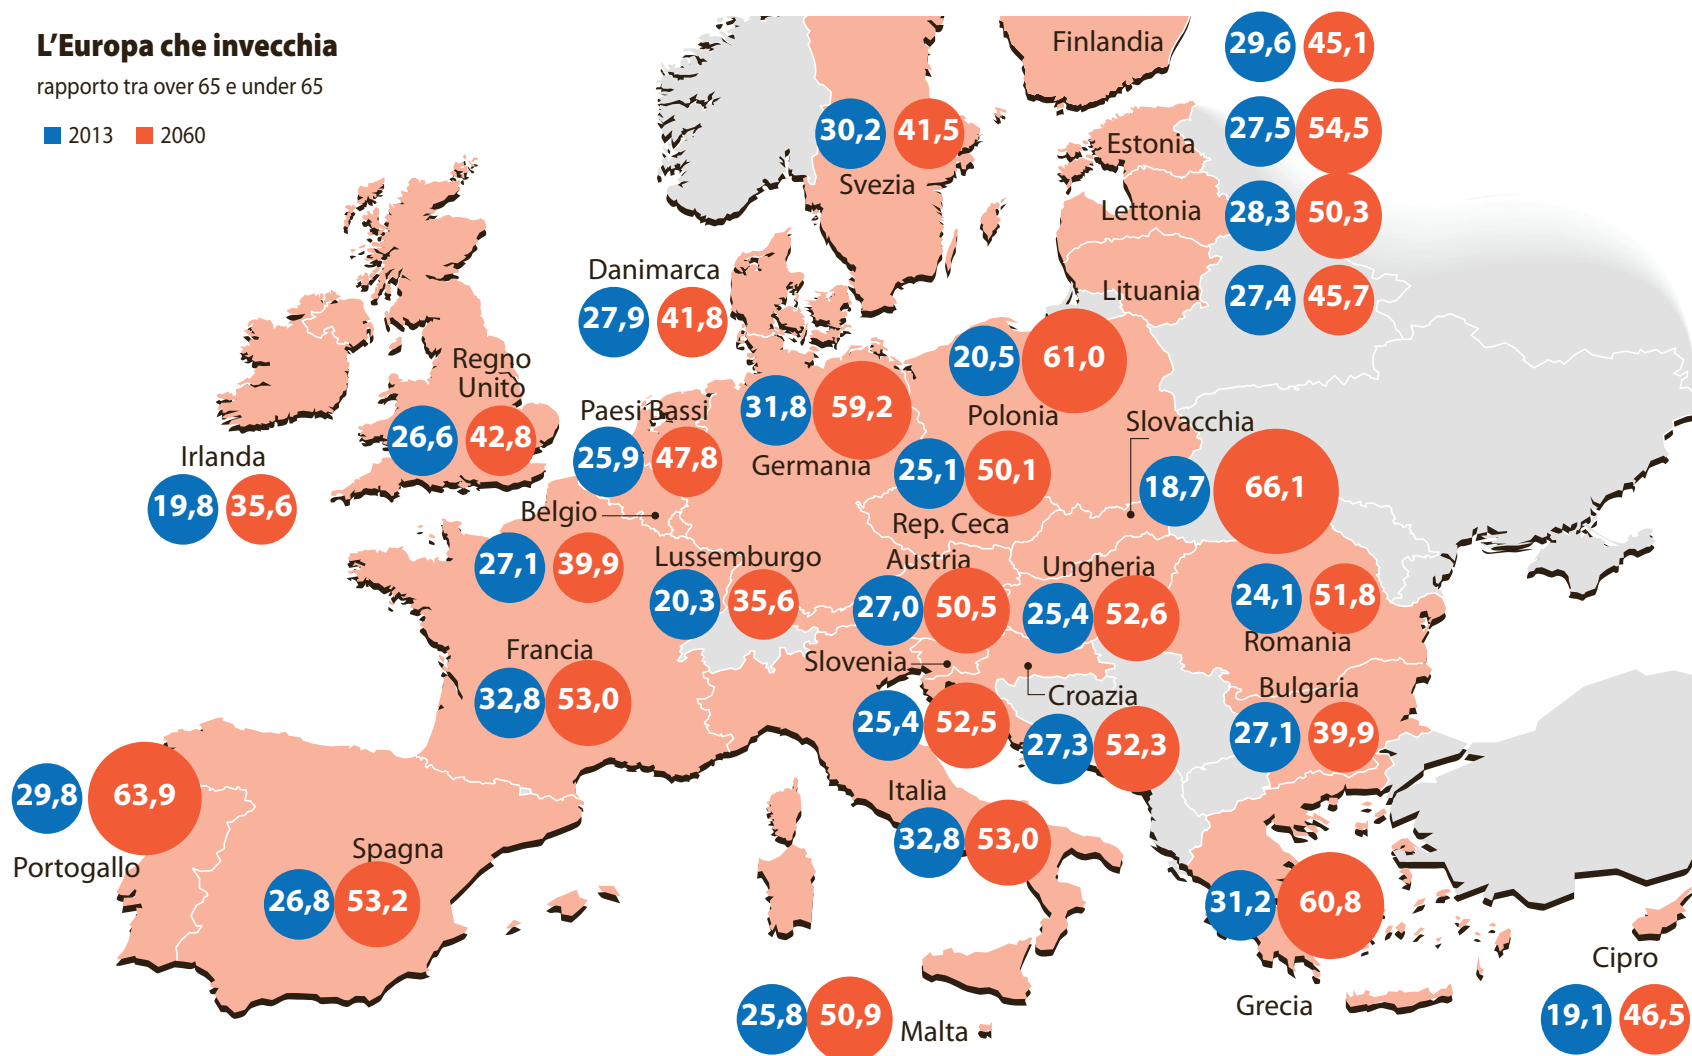 L'Europa che invecchia
rapporto tra over 65 e under 65
2013 2060
Finlandia
29,6 45,1
30,2 41,5
Svezia
Estonia
27,5 54,5
Lettonia
28,3 50,3
Lituania
27,4 45,7
Danimarca
27,9 41,8
Regno
Unito
26,6 42,8
Irlanda
19,8 35,6
Paesi Bassi
25,9 47,8
31,8 59,2
Germania
20,5 61,0
Polonia
25,1 50,1
Rep. Ceca
Slovacchia
18,7 66,1
Belgio
27,1 39,9
Lussemburgo
20,3 35,6
Austria
27,0 50,5
Ungheria
25,4 52,6
24,1 51,8
Romania
Francia
32,8 53,0
Slovenia
25,4 52,5
Croazia
27,3 52,3
Bulgaria
27,1 39,9
29,8 63,9
Portogallo
Spagna
26,8 53,2
Italia
32,8 53,0
31,2 60,8
Grecia
Cipro
19,1 46,5
25,8 50,9
Malta